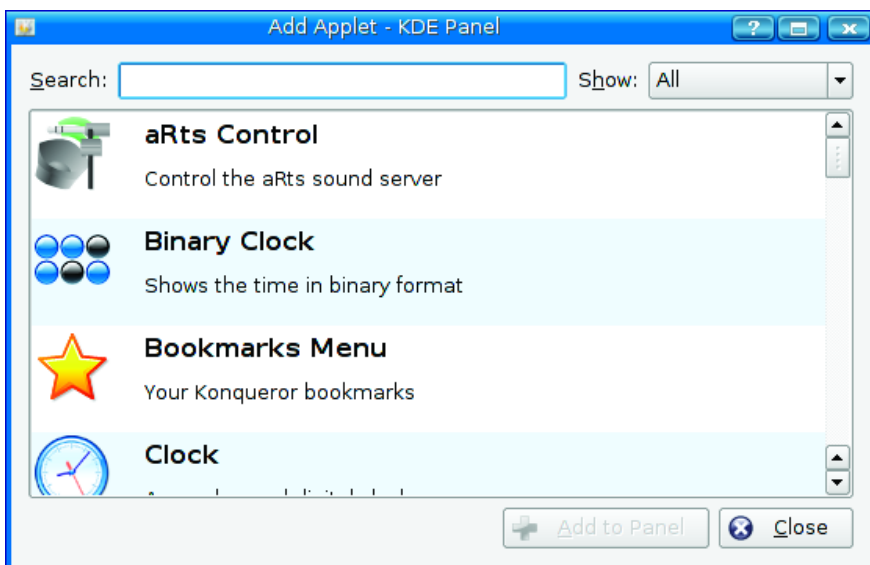 Add Applet - KDE Panel
?
Search:
Show: All
aRts Control
Control the aRts sound server
Binary Clock
Shows the time in binary format
Bookmarks Menu
Your Konqueror bookmarks
Clock
Add to Panel
Close